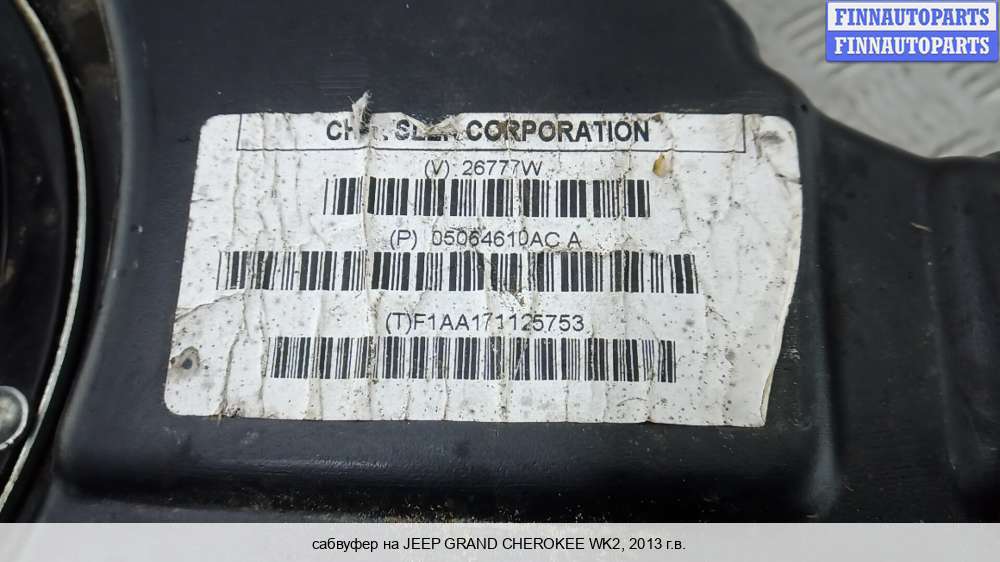 FINNAUTOPARTS
FINNAUTOPARTS
CORPORATION
(V) 26777W
(P) 05064610AC A
(T)F1AA171125753
сабвуфер на JEEP GRAND CHEROKEE WK2, 2013 г.в.